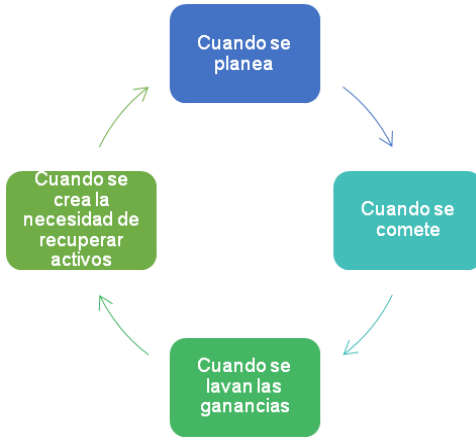 Cuando se
planea
Cuando se
comete
Cuando se
lavan las
ganancias
Cuando se
crea la
necesidad de
recuperar
activos